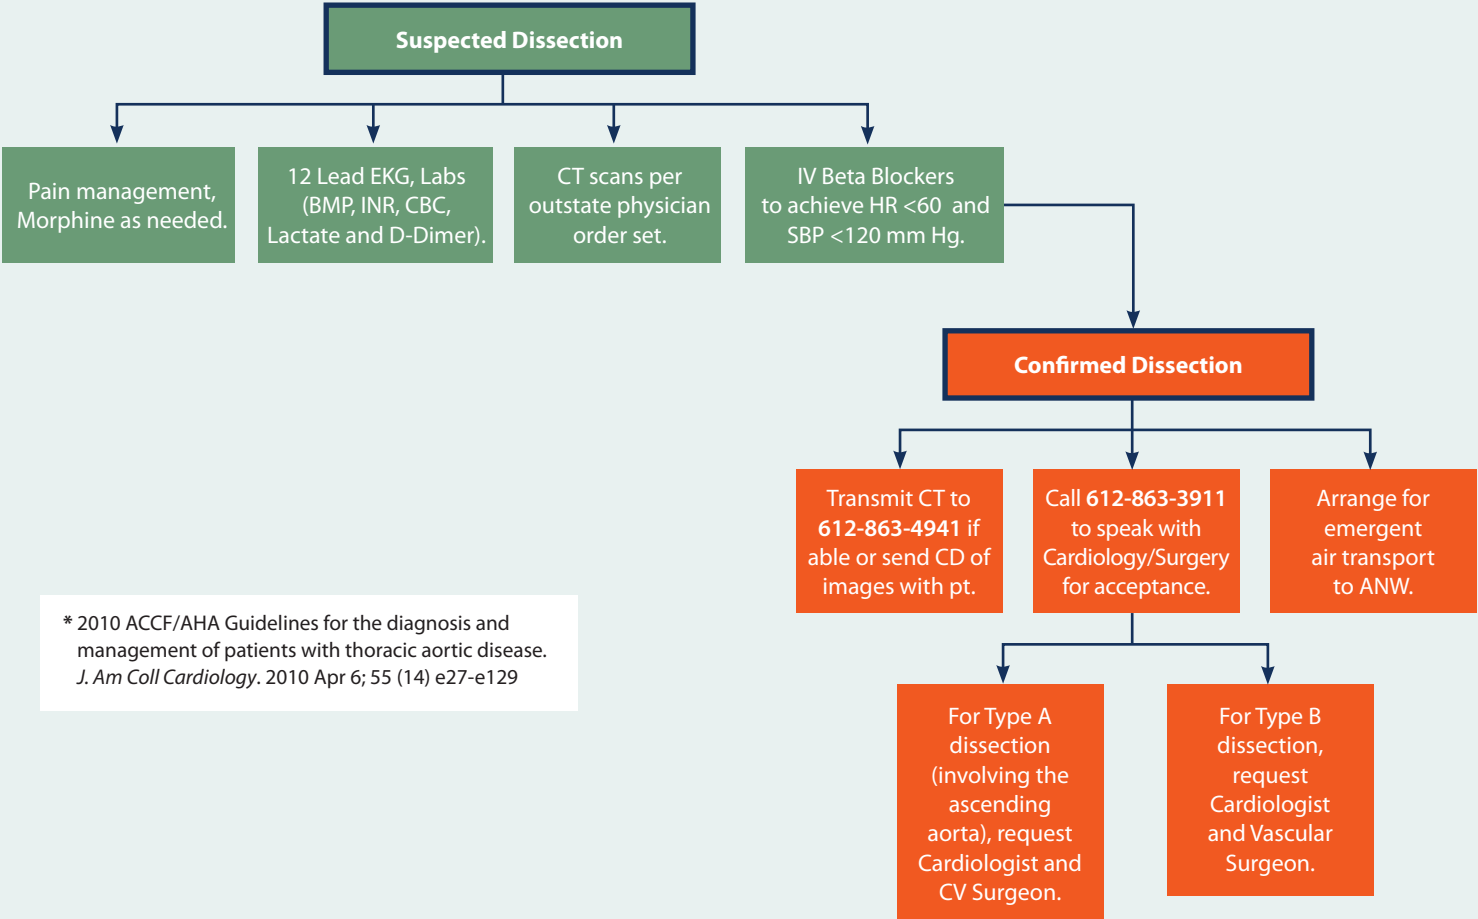 Suspected Dissection
Pain management,
Morphine as needed.
12 Lead EKG, Labs
(BMP, INR, CBC,
Lactate and D-Dimer).
CT scans per
outstate physician
order set.
IV Beta Blockers
to achieve HR <60 and
SBP <120 mm Hg.
Confirmed Dissection
Transmit CT to
612-863-4941 if
able or send CD of
images with pt.
Call 612-863-3911
to speak with
Cardiology/Surgery
for acceptance.
Arrange for
emergent
air transport
to ANW.
* 2010 ACCF/AHA Guidelines for the diagnosis and
management of patients with thoracic aortic disease.
J. Am Coll Cardiology. 2010 Apr 6; 55 (14) e27-e129
For Type A
dissection
(involving the
ascending
aorta), request
Cardiologist and
CV Surgeon.
For Type B
dissection,
request
Cardiologist
and Vascular
Surgeon.